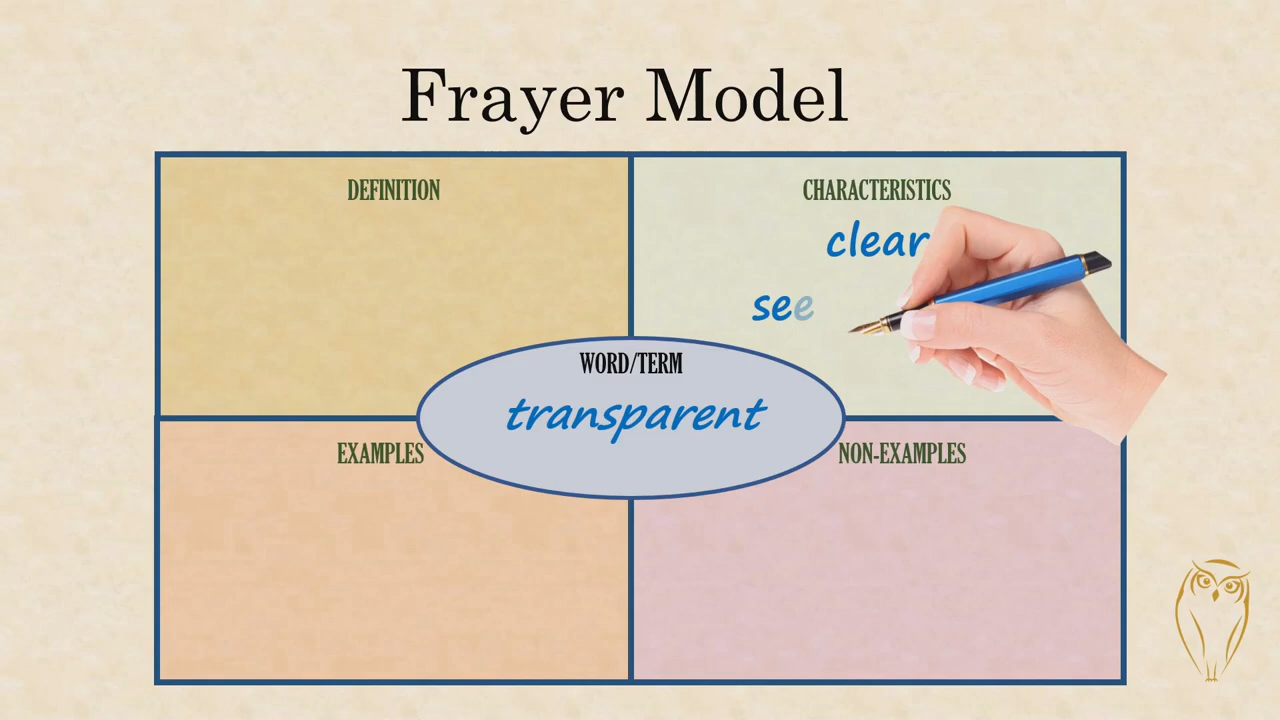 Frayer Model
DEFINITION
CHARACTERISTICS
clear
see
WORD/TERM
transparent
EXAMPLES
NON-EXAMPLES